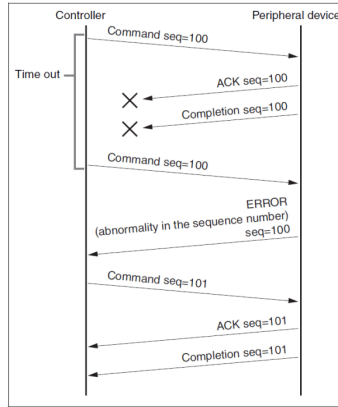 Controller
Peripheral device
Command seq=100
Time out
ACK seq=100
Completion seq=100
Command seq=100
ERROR
(abnormality in the sequence number)
seq=100
Command seq=101
ACK seq=101
Completion seq=101